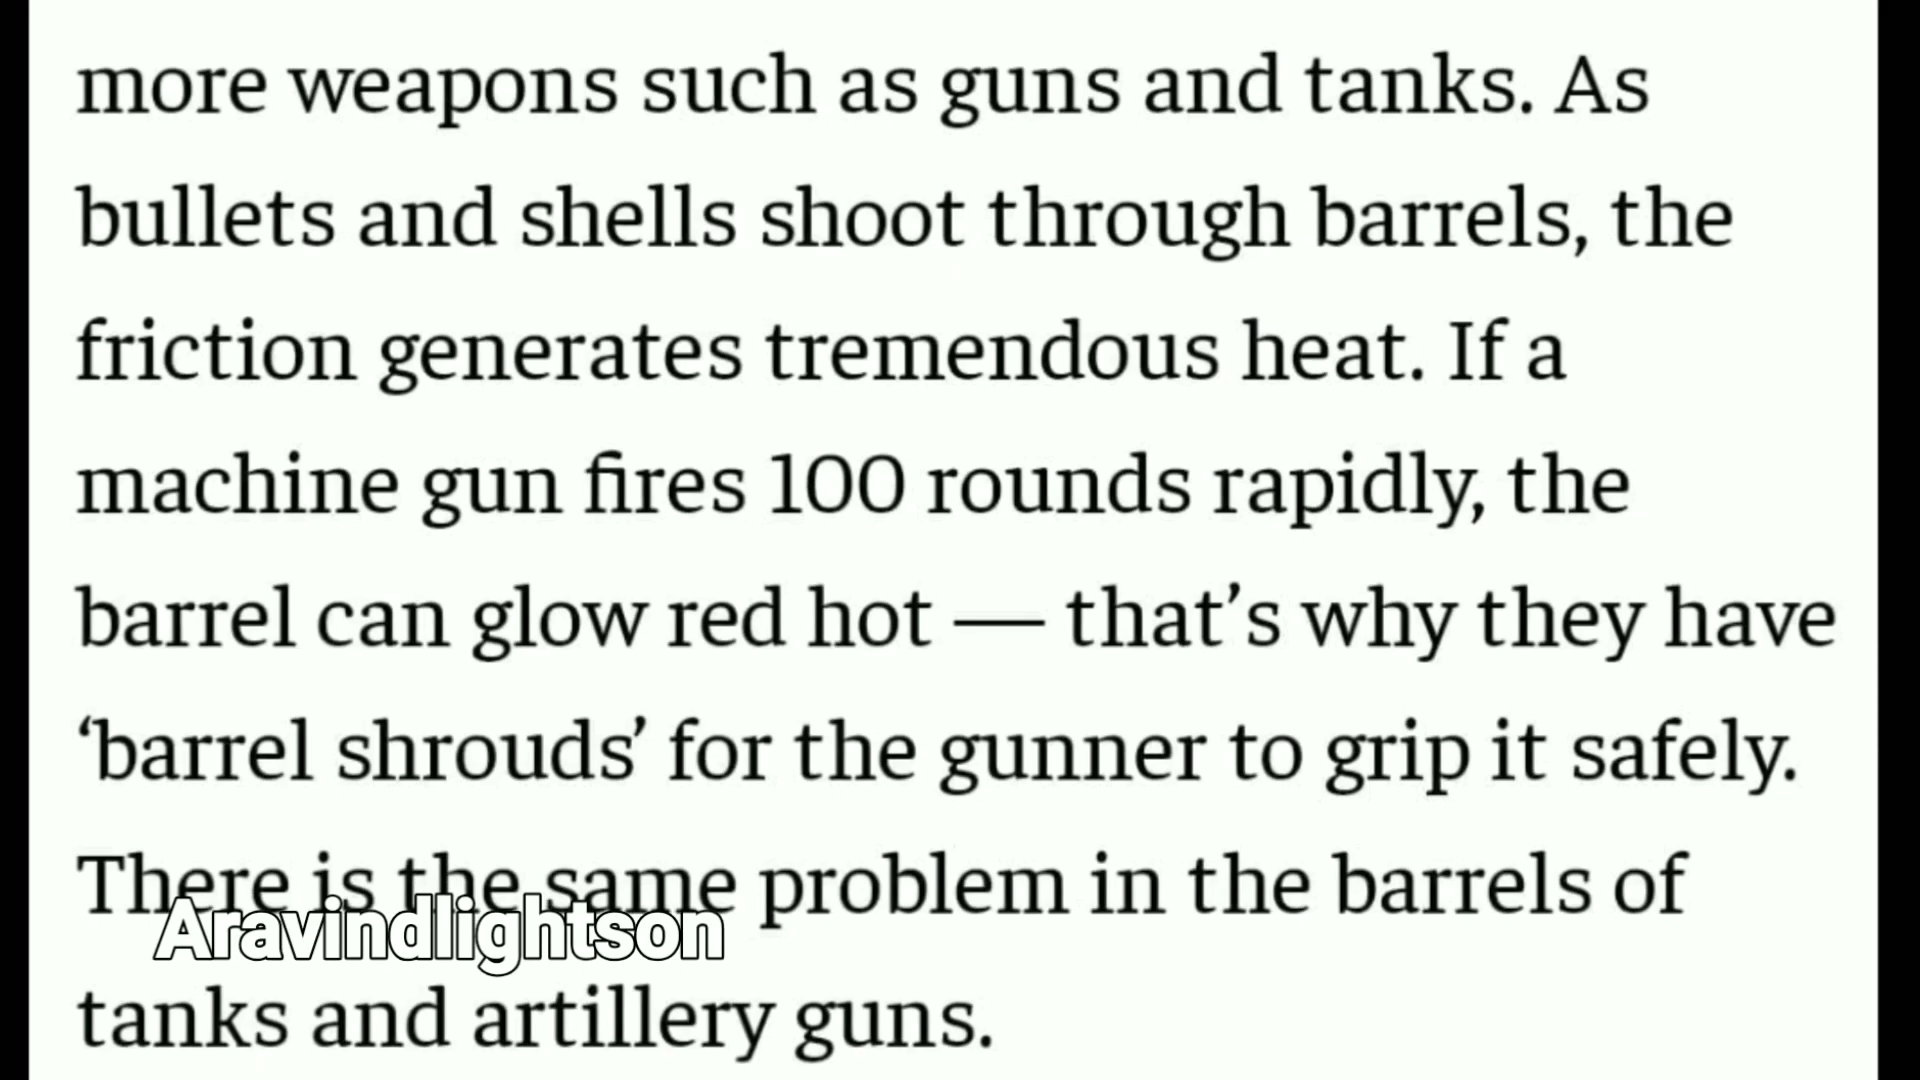 more weapons such as guns and tanks. As
bullets and shells shoot through barrels, the
friction generates tremendous heat. If a
machine gun fires 100 rounds rapidly, the
barrel can glow red hot — that’s why they have
‘barrel shrouds’ for the gunner to grip it safely.
There is the same problem in the barrels of
Aravindlightson
tanks and artillery guns.